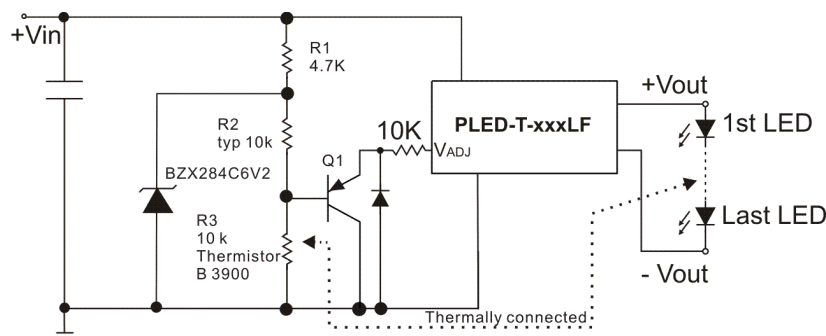 +Vin
R1
4.7K
R2
typ 10k
BZX284C6V2
R3
10 k
Thermistor
B 3900
Q1
10K
VADJ
PLED-T-xxxLF
+Vout
1st LED
Last LED
- Vout
Thermally connected